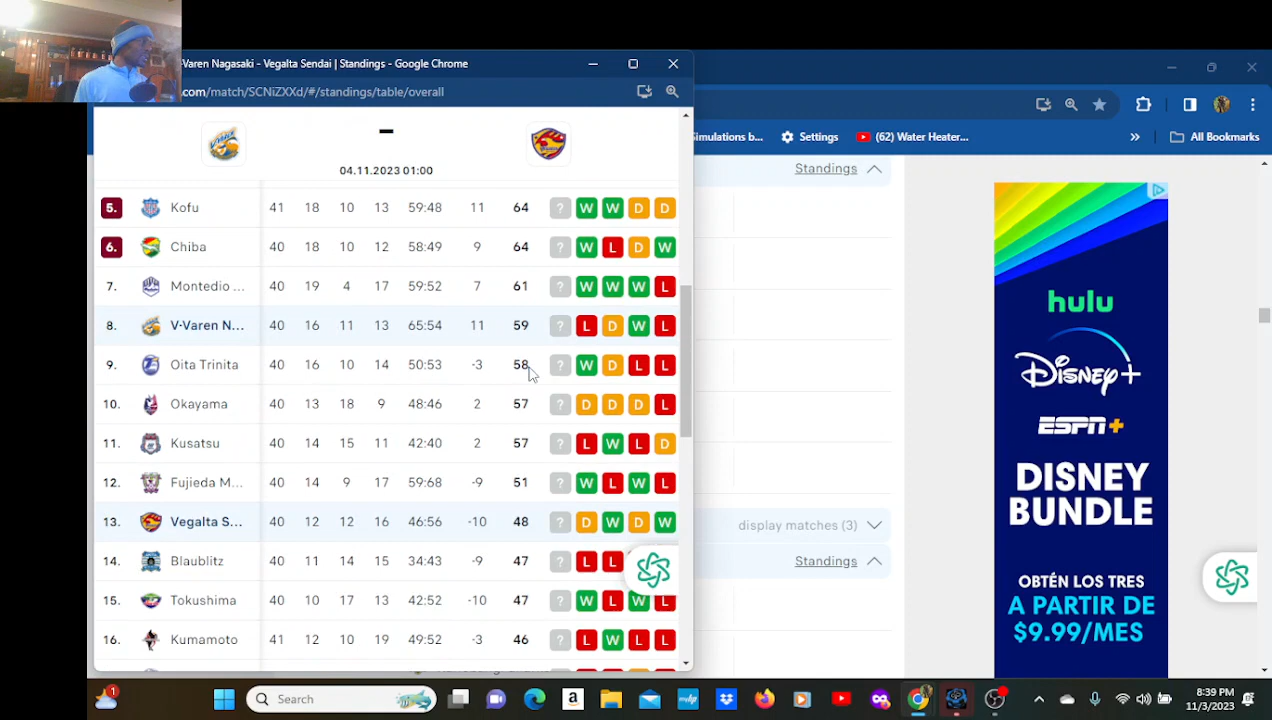 -Varen Nagasaki - Vegalta Sendai | Standings - Google Chrome
.com/match/SCNiZXXd/#/standings/table/overall
-
04.11.2023 01:00
5. Kofu 41 18 10 13 59:48 11 64 ? W W D D
6. Chiba 40 18 10 12 58:49 9 64 ? W L D W
7. Montedio ... 40 19 4 17 59:52 7 61 ? W W W L
8. V-Varen N... 40 16 11 13 65:54 11 59 ? L D W L
9. Oita Trinita 40 16 10 14 50:53 -3 58 ? W D L L
10. Okayama 40 13 18 9 48:46 2 57 ? D D D L
11. Kusatsu 40 14 15 11 42:40 2 57 ? L W L D
12. Fujieda M... 40 14 9 17 59:68 -9 51 ? W L W L
13. Vegalta S... 40 12 12 16 46:56 -10 48 ? D W D W
14. Blaublitz 40 11 14 15 34:43 -9 47 ? L L
15. Tokushima 40 10 17 13 42:52 -10 47 ? W L W L
16. Kumamoto 41 12 10 19 49:52 -3 46 ? L W L L
Simulations b... Settings (62) Water Heater... » All Bookmarks
Standings
display matches (3)
Standings
hulu
Disney+
ESPN+
DISNEY
BUNDLE
OBTÉN LOS TRES
A PARTIR DE
$9.99/MES
1
Search
hp
8:39 PM
11/3/2023